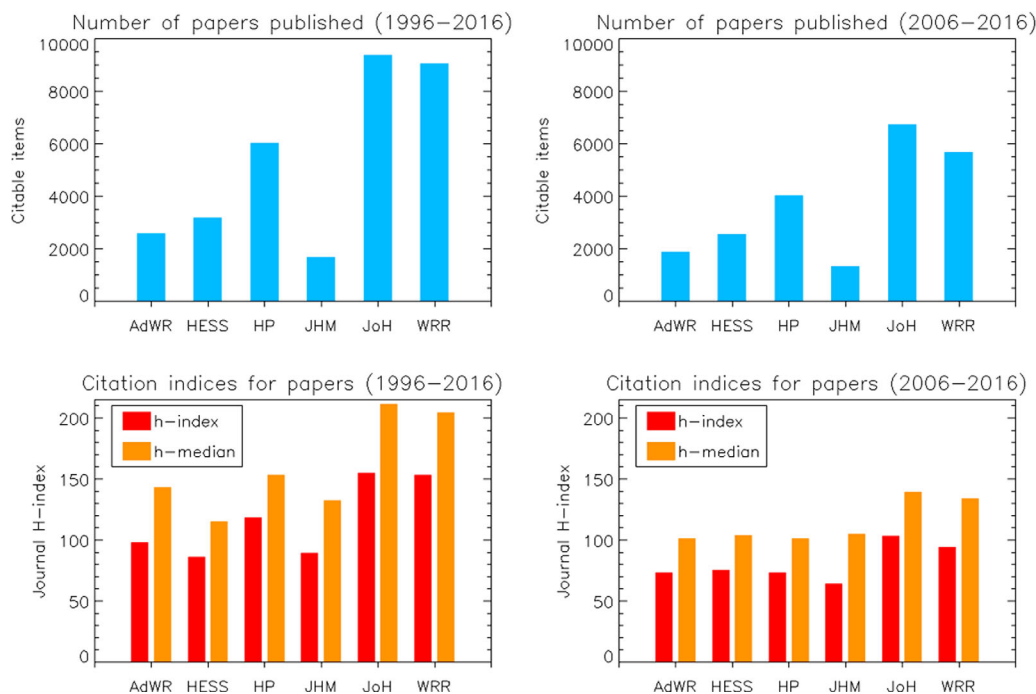 Number of papers published (1996−2016)
Citable items
10000
8000
6000
4000
2000
0
AdWR HESS HP JHM JoH WRR
Number of papers published (2006−2016)
Citable items
10000
8000
6000
4000
2000
0
AdWR HESS HP JHM JoH WRR
Citation indices for papers (1996−2016)
Journal H−index
200
150
100
50
0
h−index
h−median
AdWR HESS HP JHM JoH WRR
Citation indices for papers (2006−2016)
Journal H−index
200
150
100
50
0
h−index
h−median
AdWR HESS HP JHM JoH WRR